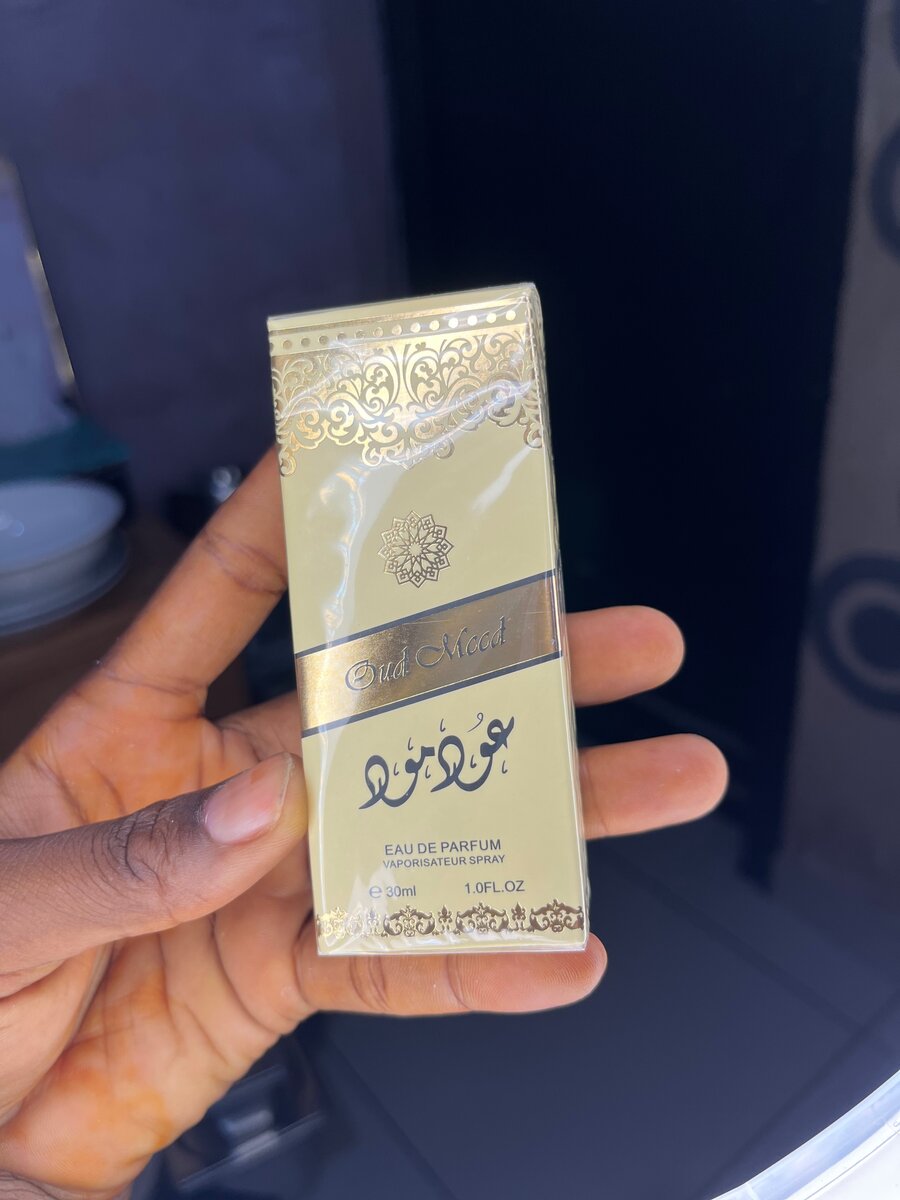 Oud Mood
عود مود
EAU DE PARFUM
VAPORISATEUR SPRAY
e 30ml 1.0FL.OZ